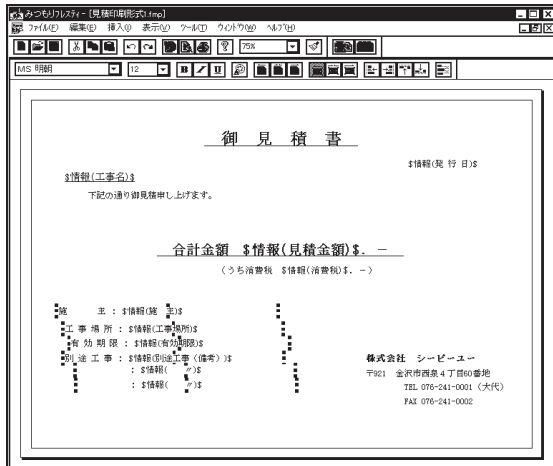 みつもりフレスティー - [見積印刷形式1.fmp]
ファイル(F) 編集(E) 挿入(I) 表示(V) ツール(T) ウィンドウ(W) ヘルプ(H)
75%
MS 明朝 12 B I U
御 見 積 書
$情報(発 行 日)$
$情報(工事名)$
下記の通り御見積申し上げます。
合計金額 $情報(見積金額)$. −
(うち消費税 $情報(消費税)$. −)
施 主 : $情報(施 主)$
工 事 場 所 : $情報(工事場所)$
有 効 期 限 : $情報(有効期限)$
別 途 工 事 : $情報(別途工事(備考))$
: $情報( 〃)$
: $情報( 〃)$
株式会社 シーピーユー
〒921 金沢市西泉4丁目60番地
TEL 076-241-0001 (大代)
FAX 076-241-0002